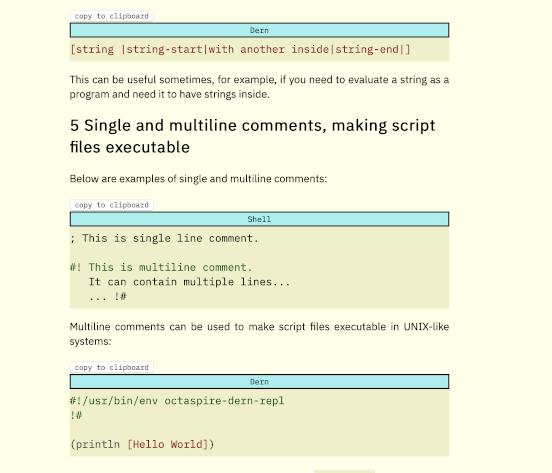 copy to clipboard
Dern
[string |string-start|with another inside|string-end|]
This can be useful sometimes, for example, if you need to evaluate a string as a
program and need it to have strings inside.
5 Single and multiline comments, making script
files executable
Below are examples of single and multiline comments:
copy to clipboard
Shell
; This is single line comment.
#! This is multiline comment.
   It can contain multiple lines...
   ... !#
Multiline comments can be used to make script files executable in UNIX-like
systems:
copy to clipboard
Dern
#!/usr/bin/env octaspire-dern-repl
!#
(println [Hello World])